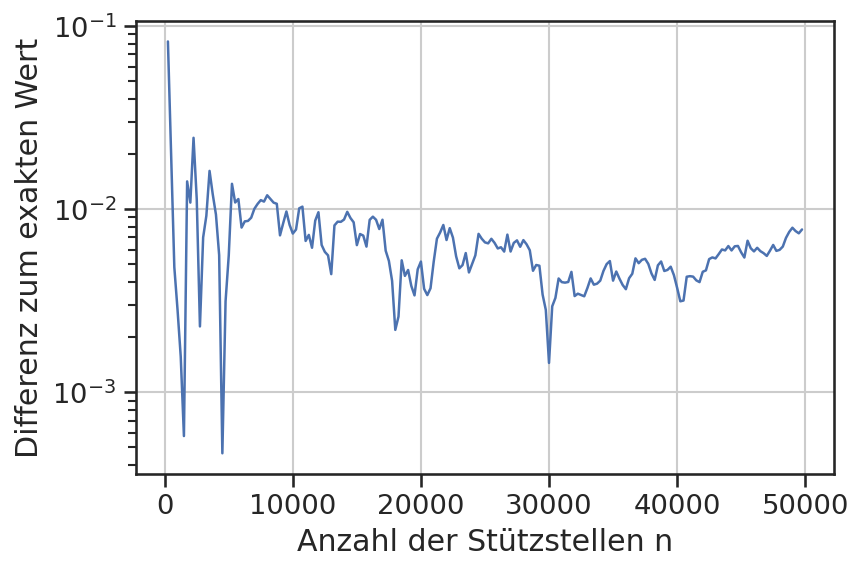 Differenz zum exakten Wert
10⁻¹
10⁻²
10⁻³
0 10000 20000 30000 40000 50000
Anzahl der Stützstellen n